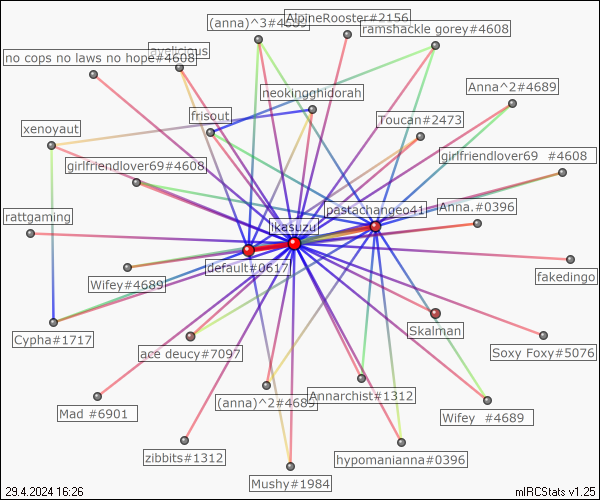 (anna)^3#4689
AlpineRooster#2156
ramshackle gorey#4608
ayelicious
no cops no laws no hope#4608
neokingghidorah
Anna^2#4689
frisout
Toucan#2473
xenoyaut
girlfriendlover69 #4608
girlfriendlover69#4608
rattgaming
pastachangeo41
Anna.#0396
likasuzu
default#0617
fakedingo
Wifey#4689
Skalman
Cypha#1717
Soxy Foxy#5076
ace deucy#7097
Annarchist#1312
(anna)^2#4689
Mad #6901
Wifey #4689
zibbits#1312
hypomanianna#0396
Mushy#1984
29.4.2024 16:26
mIRCStats v1.25